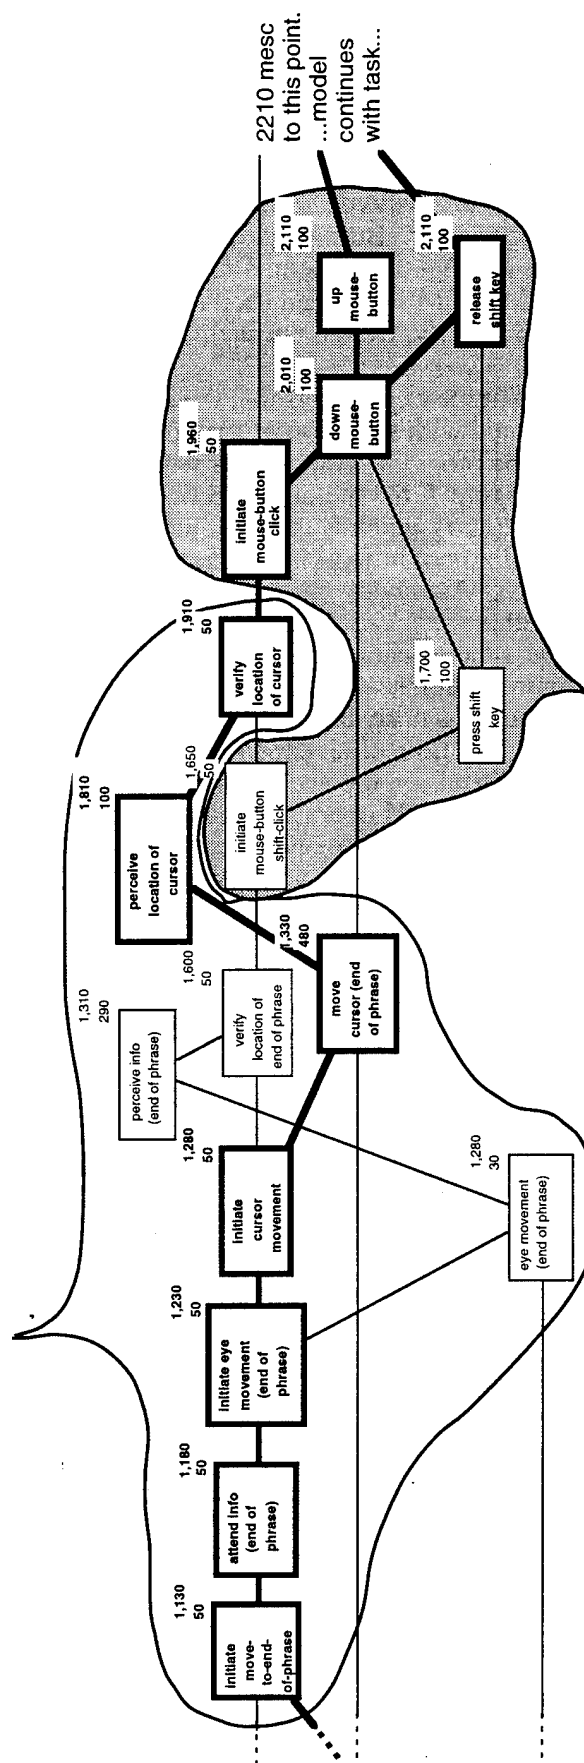 initiate
move-
to-end-
of-phrase
1,130
50
attend info
(end of
phrase)
1,180
50
initiate eye
movement
(end of
phrase)
1,230
50
initiate
cursor
movement
1,280
50
eye movement
(end of phrase)
1,280
30
perceive info
(end of phrase)
1,310
290
verify
location of
end of phrase
1,600
50
move
cursor (end
of phrase)
1,330
480
perceive
location of
cursor
1,810
100
initiate
mouse-button
shift-click
1,650
50
verify
location
of cursor
1,910
50
press shift
key
1,700
100
initiate
mouse-button
click
1,960
50
down
mouse-
button
2,010
100
up
mouse-
button
2,110
100
release
shift key
2,110
100
2210 mesc
to this point.
...model
continues
with task...